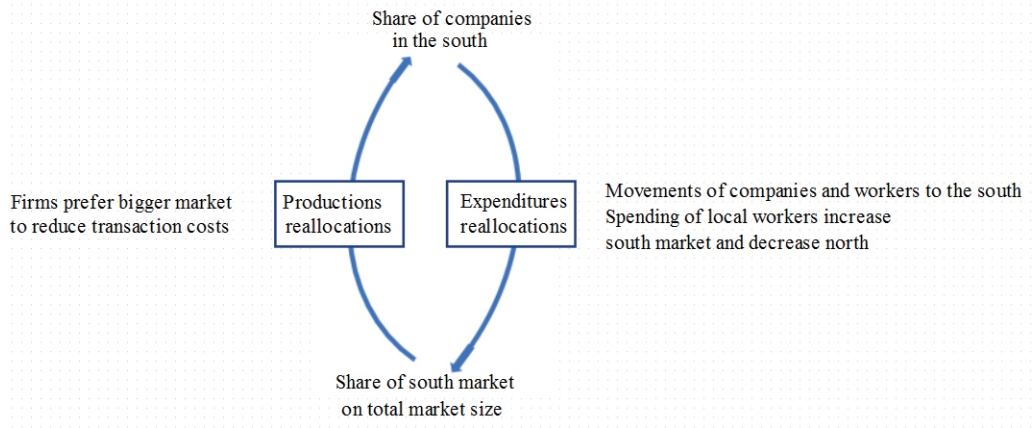 Share of companies
in the south
Firms prefer bigger market
to reduce transaction costs
Productions
reallocations
Expenditures
reallocations
Movements of companies and workers to the south
Spending of local workers increase
south market and decrease north
Share of south market
on total market size